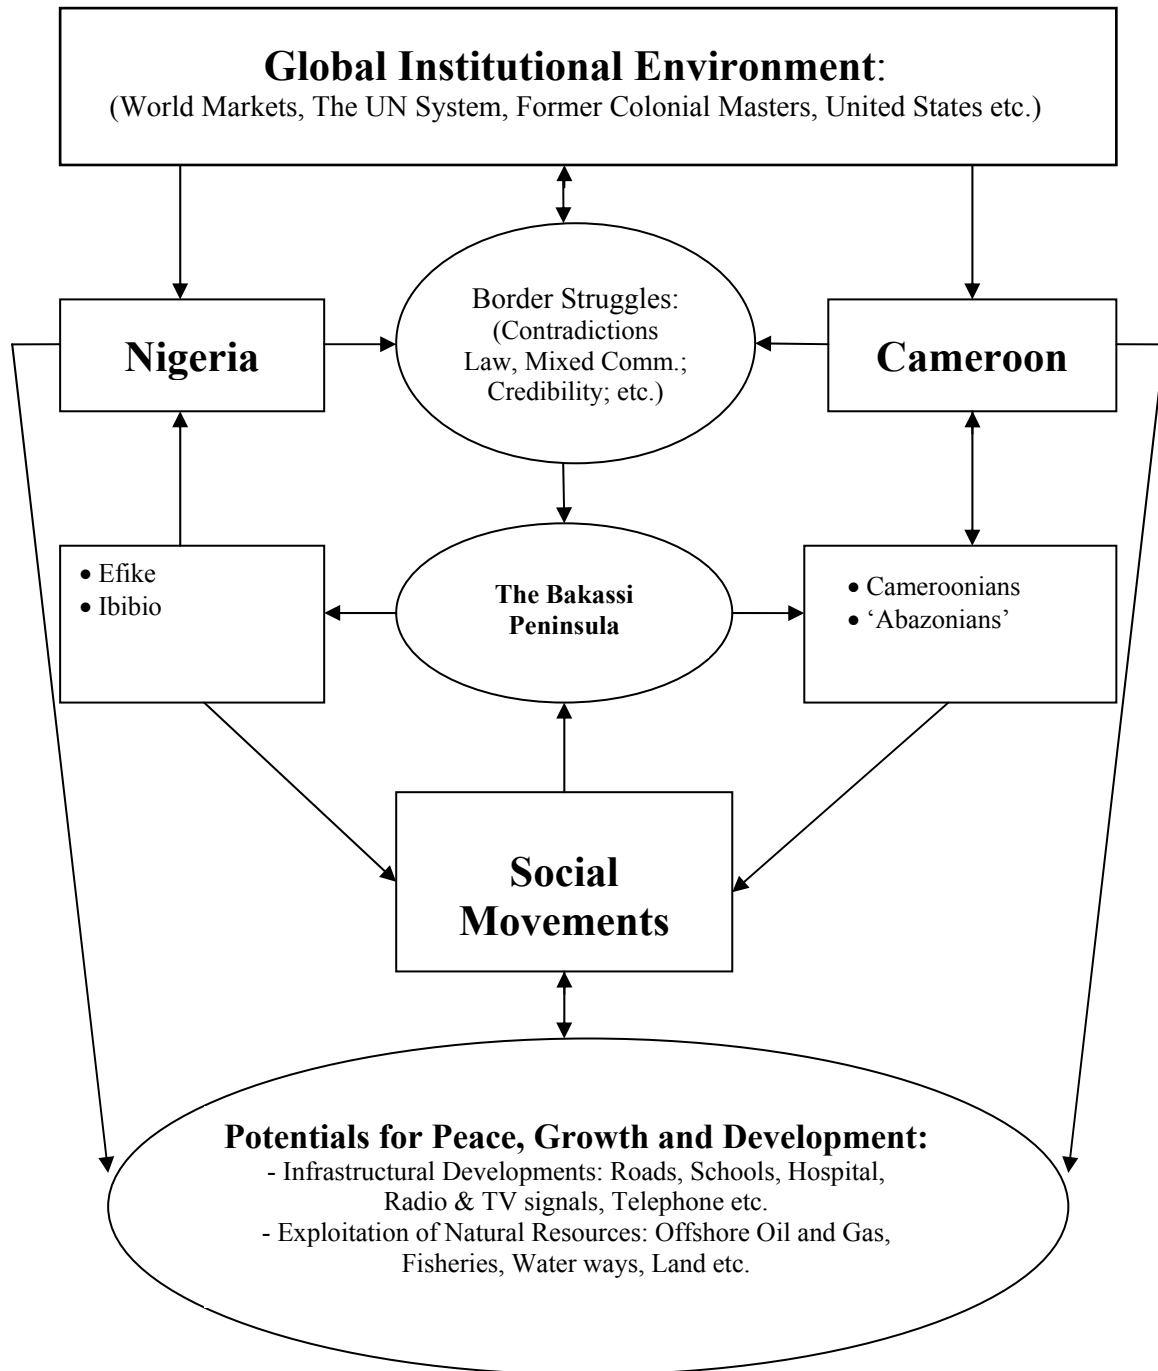 Global Institutional Environment:
(World Markets, The UN System, Former Colonial Masters, United States etc.)
Border Struggles:
(Contradictions
Law, Mixed Comm.;
Credibility; etc.)
Nigeria
Cameroon
• Efike
• Ibibio
The Bakassi
Peninsula
• Cameroonians
• ‘Abazonians’
Social
Movements
Potentials for Peace, Growth and Development:
- Infrastructural Developments: Roads, Schools, Hospital,
Radio & TV signals, Telephone etc.
- Exploitation of Natural Resources: Offshore Oil and Gas,
Fisheries, Water ways, Land etc.